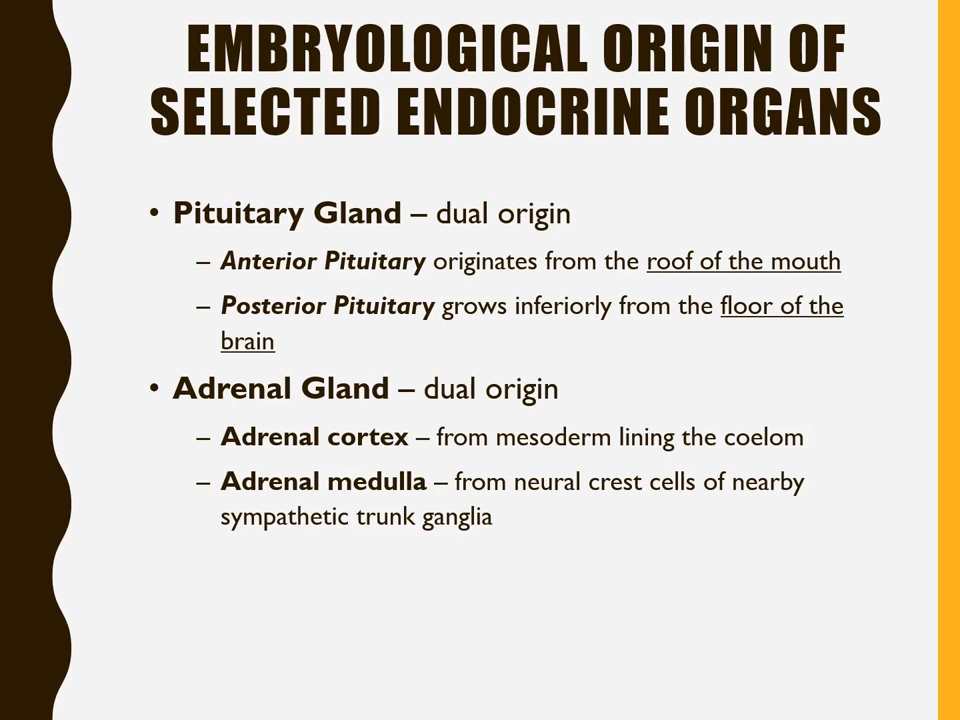 EMBRYOLOGICAL ORIGIN OF
SELECTED ENDOCRINE ORGANS
• Pituitary Gland – dual origin
– Anterior Pituitary originates from the roof of the mouth
– Posterior Pituitary grows inferiorly from the floor of the
brain
• Adrenal Gland – dual origin
– Adrenal cortex – from mesoderm lining the coelom
– Adrenal medulla – from neural crest cells of nearby
sympathetic trunk ganglia